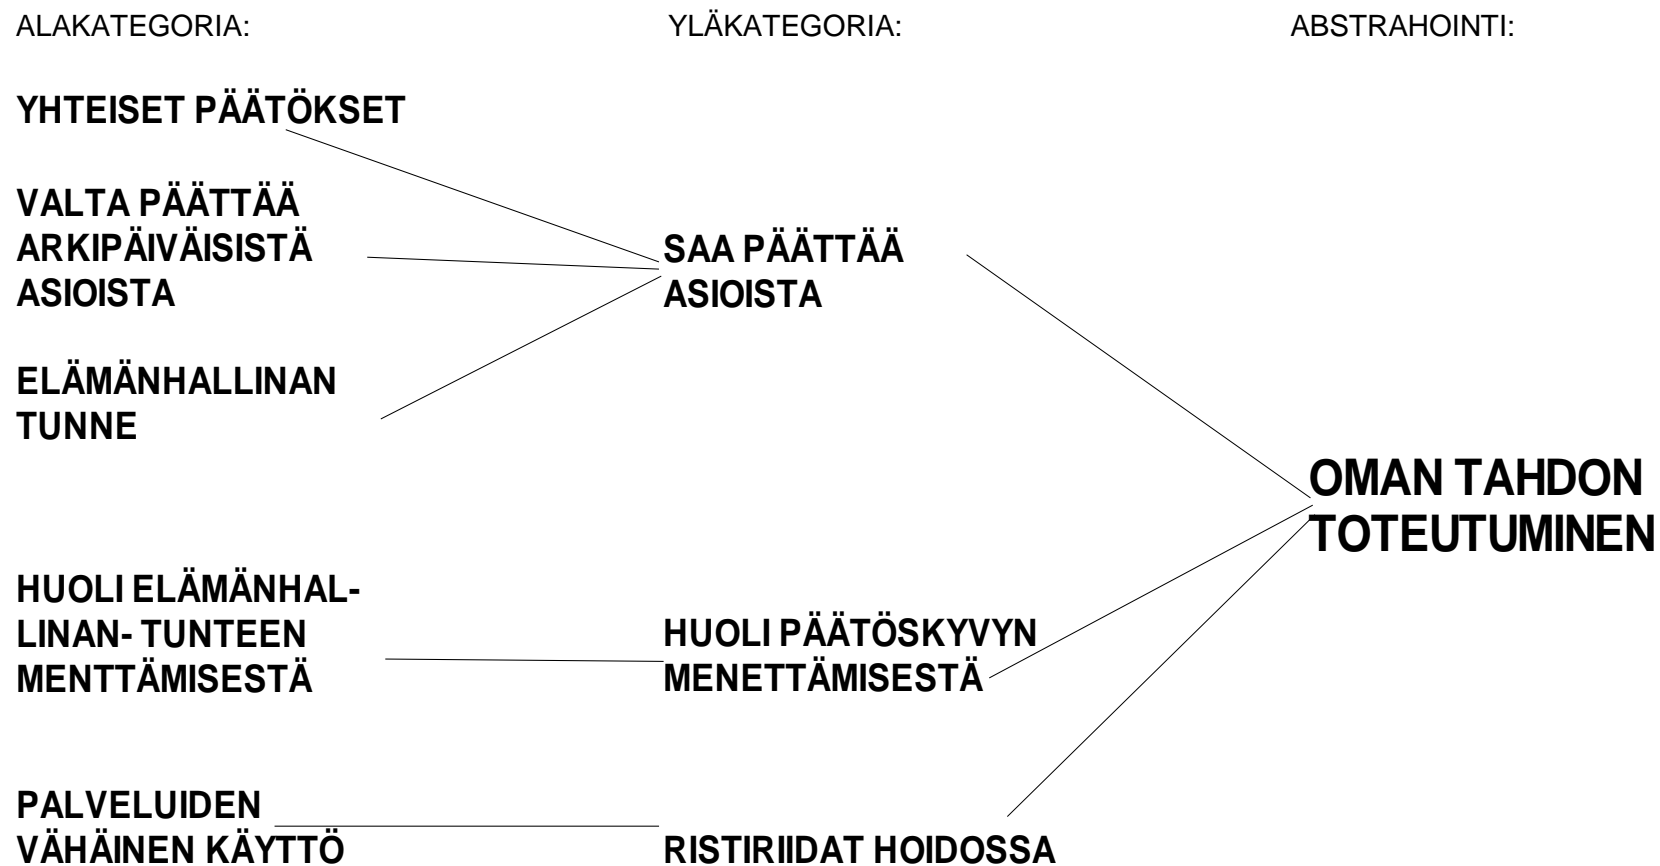 ALAKATEGORIA:
YLÄKATEGORIA:
ABSTRAHOINTI:
YHTEISET PÄÄTÖKSET
VALTA PÄÄTTÄÄ
ARKIPÄIVÄISISTÄ
ASIOISTA
SAA PÄÄTTÄÄ
ASIOISTA
ELÄMÄNHALLINAN
TUNNE
OMAN TAHDON
TOTEUTUMINEN
HUOLI ELÄMÄNHAL-
LINAN- TUNTEEN
MENTTÄMISESTÄ
HUOLI PÄÄTÖSKYVYN
MENETTÄMISESTÄ
PALVELUIDEN
VÄHÄINEN KÄYTTÖ
RISTIRIIDAT HOIDOSSA